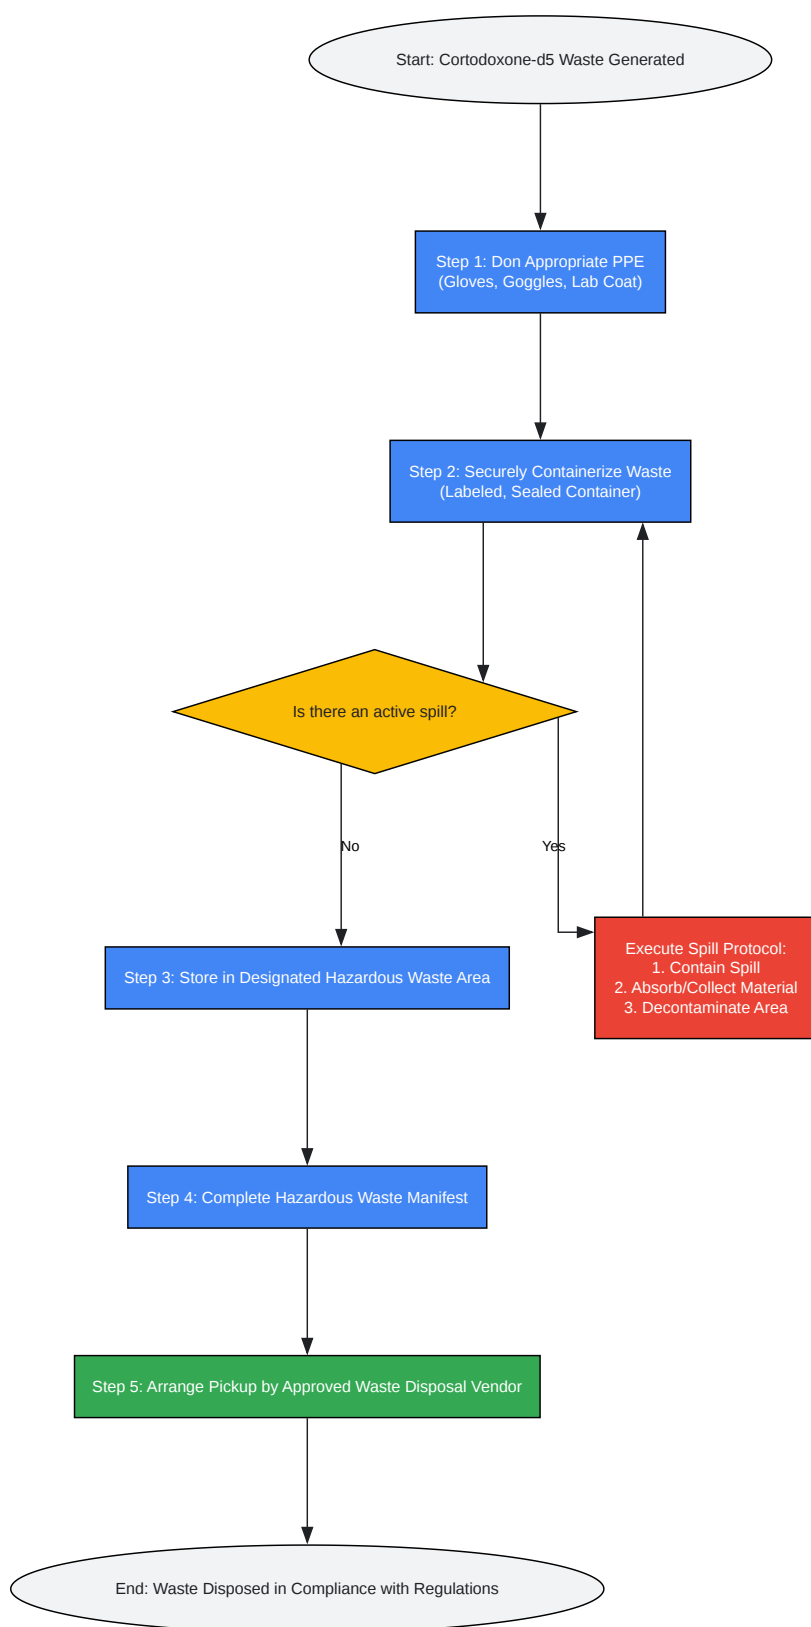 Start: Cortodoxone-d5 Waste Generated
Step 1: Don Appropriate PPE
(Gloves, Goggles, Lab Coat)
Step 2: Securely Containerize Waste
(Labeled, Sealed Container)
Is there an active spill?
No
Yes
Execute Spill Protocol:
1. Contain Spill
2. Absorb/Collect Material
3. Decontaminate Area
Step 3: Store in Designated Hazardous Waste Area
Step 4: Complete Hazardous Waste Manifest
Step 5: Arrange Pickup by Approved Waste Disposal Vendor
End: Waste Disposed in Compliance with Regulations